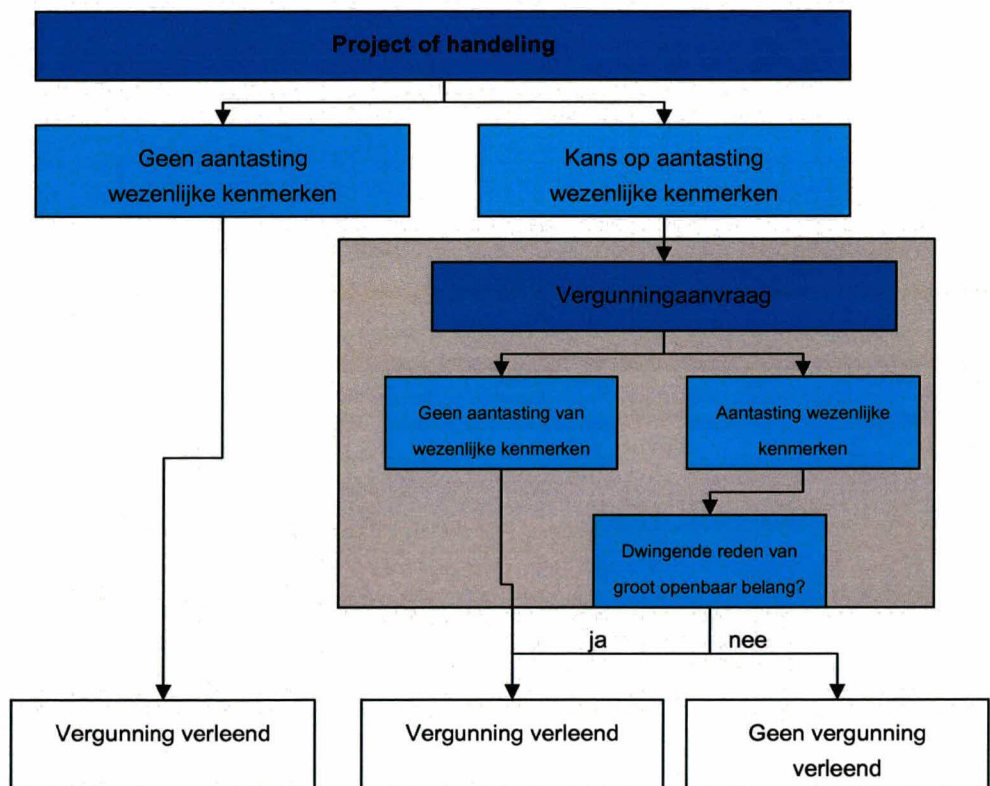 Project of handeling
Geen aantasting
wezenlijke kenmerken
Kans op aantasting
wezenlijke kenmerken
Vergunningaanvraag
Geen aantasting van
wezenlijke kenmerken
Aantasting wezenlijke
kenmerken
Dwingende reden van
groot openbaar belang?
ja
nee
Vergunning verleend
Vergunning verleend
Geen vergunning
verleend